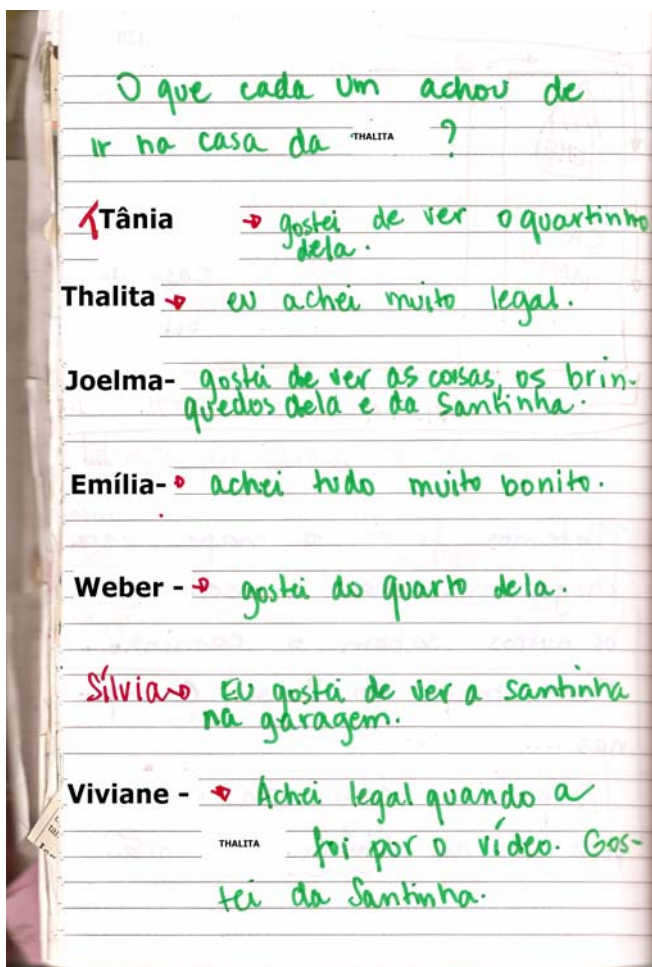 O que cada um achou de
ir na casa da THALITA ?
Tânia gostei de ver o quartinho
dela.
Thalita eu achei muito legal.
Joelma- gostei de ver as coisas, os brin-
quedos dela e da Santinha.
Emília- achei tudo muito bonito.
Weber - gostei do quarto dela.
Sílvia Eu gostei de ver a santinha
na garagem.
Viviane - Achei legal quando a
THALITA foi por o vídeo. Gos-
tei da Santinha.